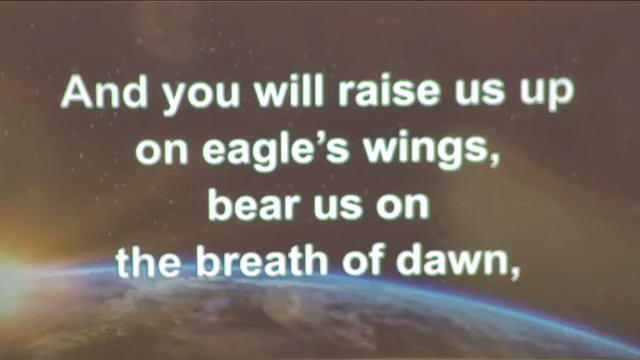 And you will raise us up
on eagle's wings,
bear us on
the breath of dawn,